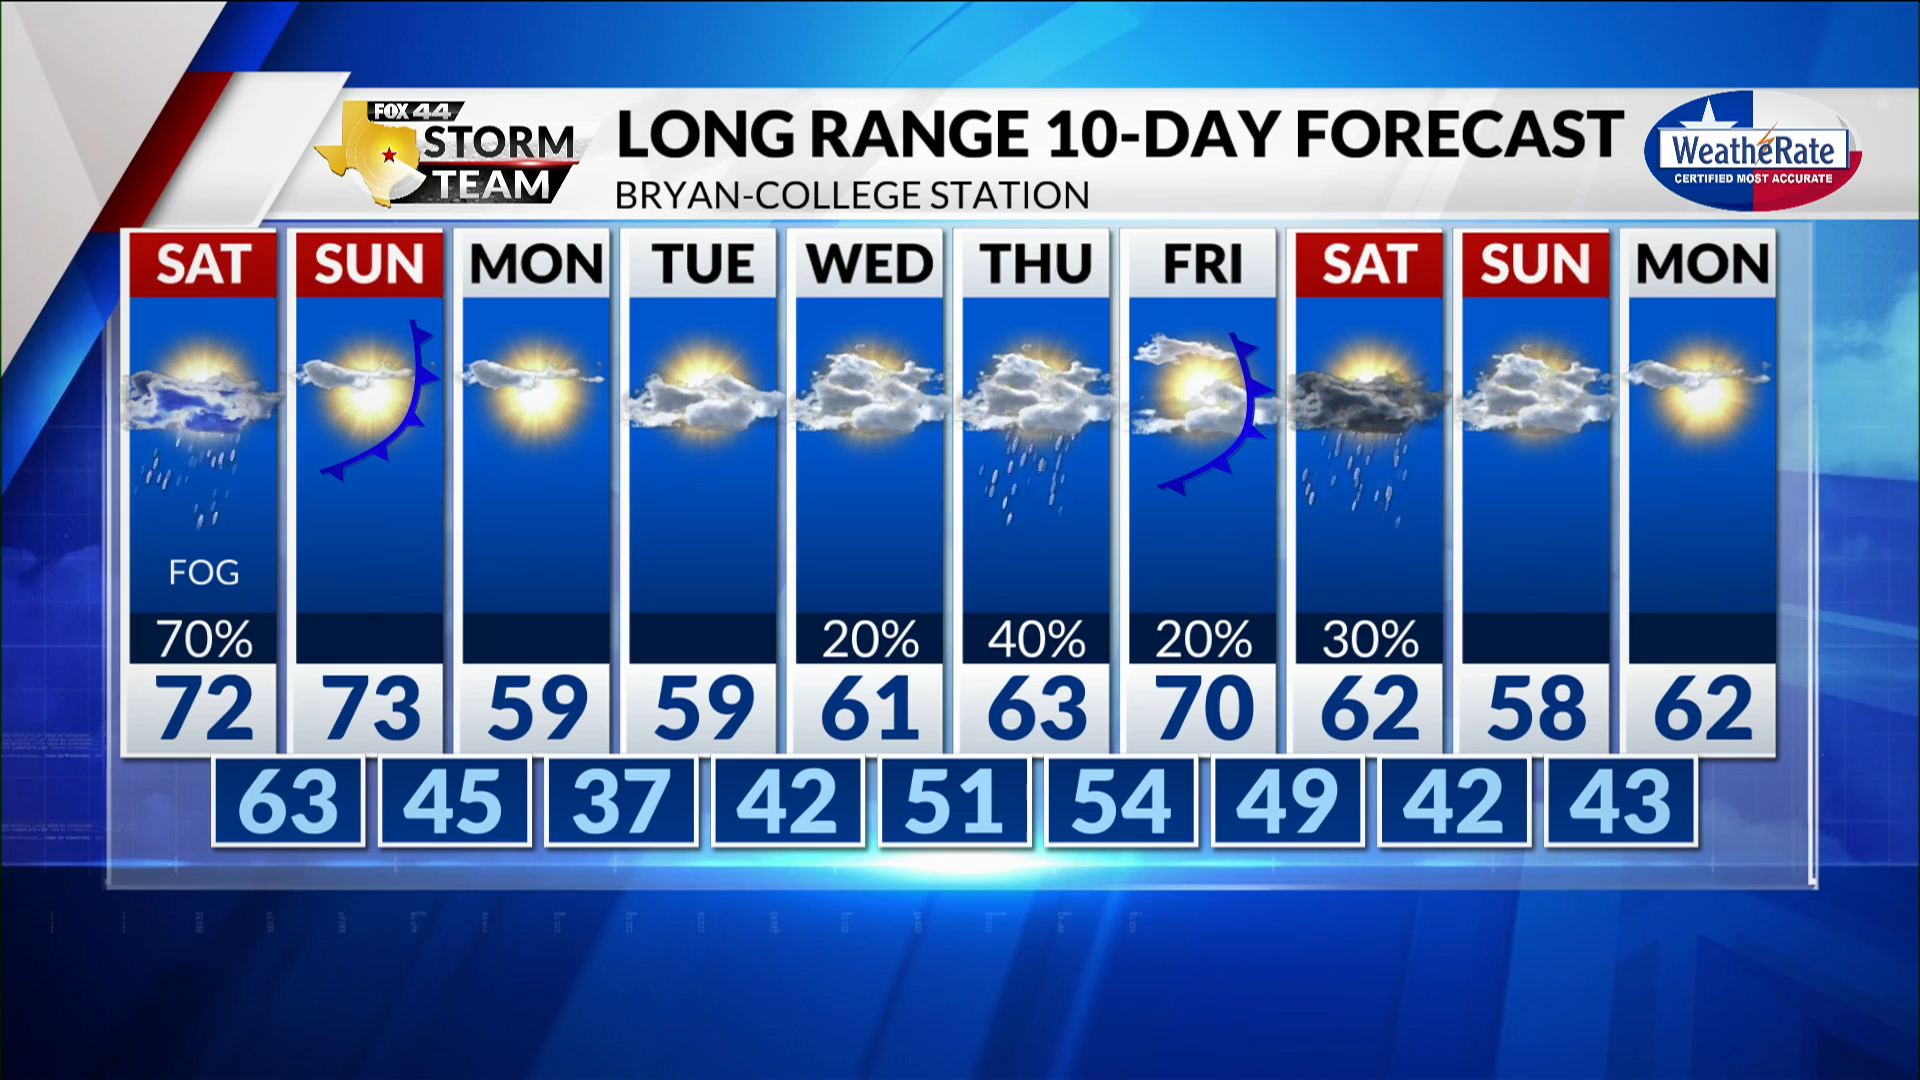 FOX 44
STORM
TEAM
LONG RANGE 10-DAY FORECAST
BRYAN-COLLEGE STATION
WeatheRate
CERTIFIED MOST ACCURATE
SAT SUN MON TUE WED THU FRI SAT SUN MON
FOG
70% 20% 40% 20% 30%
72 73 59 59 61 63 70 62 58 62
63 45 37 42 51 54 49 42 43